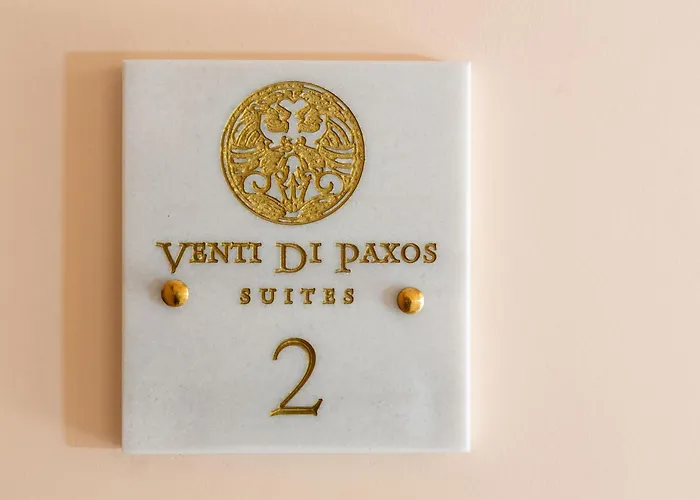 VENTI DI PAXOS
SUITES
2